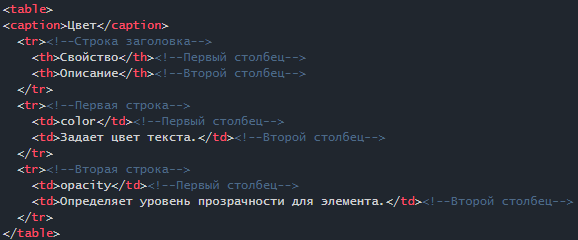 <table>
<caption>Цвет</caption>
<tr><!--Строка заголовка-->
<th>Свойство</th><!--Первый столбец-->
<th>Описание</th><!--Второй столбец-->
</tr>
<tr><!--Первая строка-->
<td>color</td><!--Первый столбец-->
<td>Задает цвет текста.</td><!--Второй столбец-->
</tr>
<tr><!--Вторая строка-->
<td>opacity</td><!--Первый столбец-->
<td>Определяет уровень прозрачности для элемента.</td><!--Второй столбец-->
</tr>
</table>